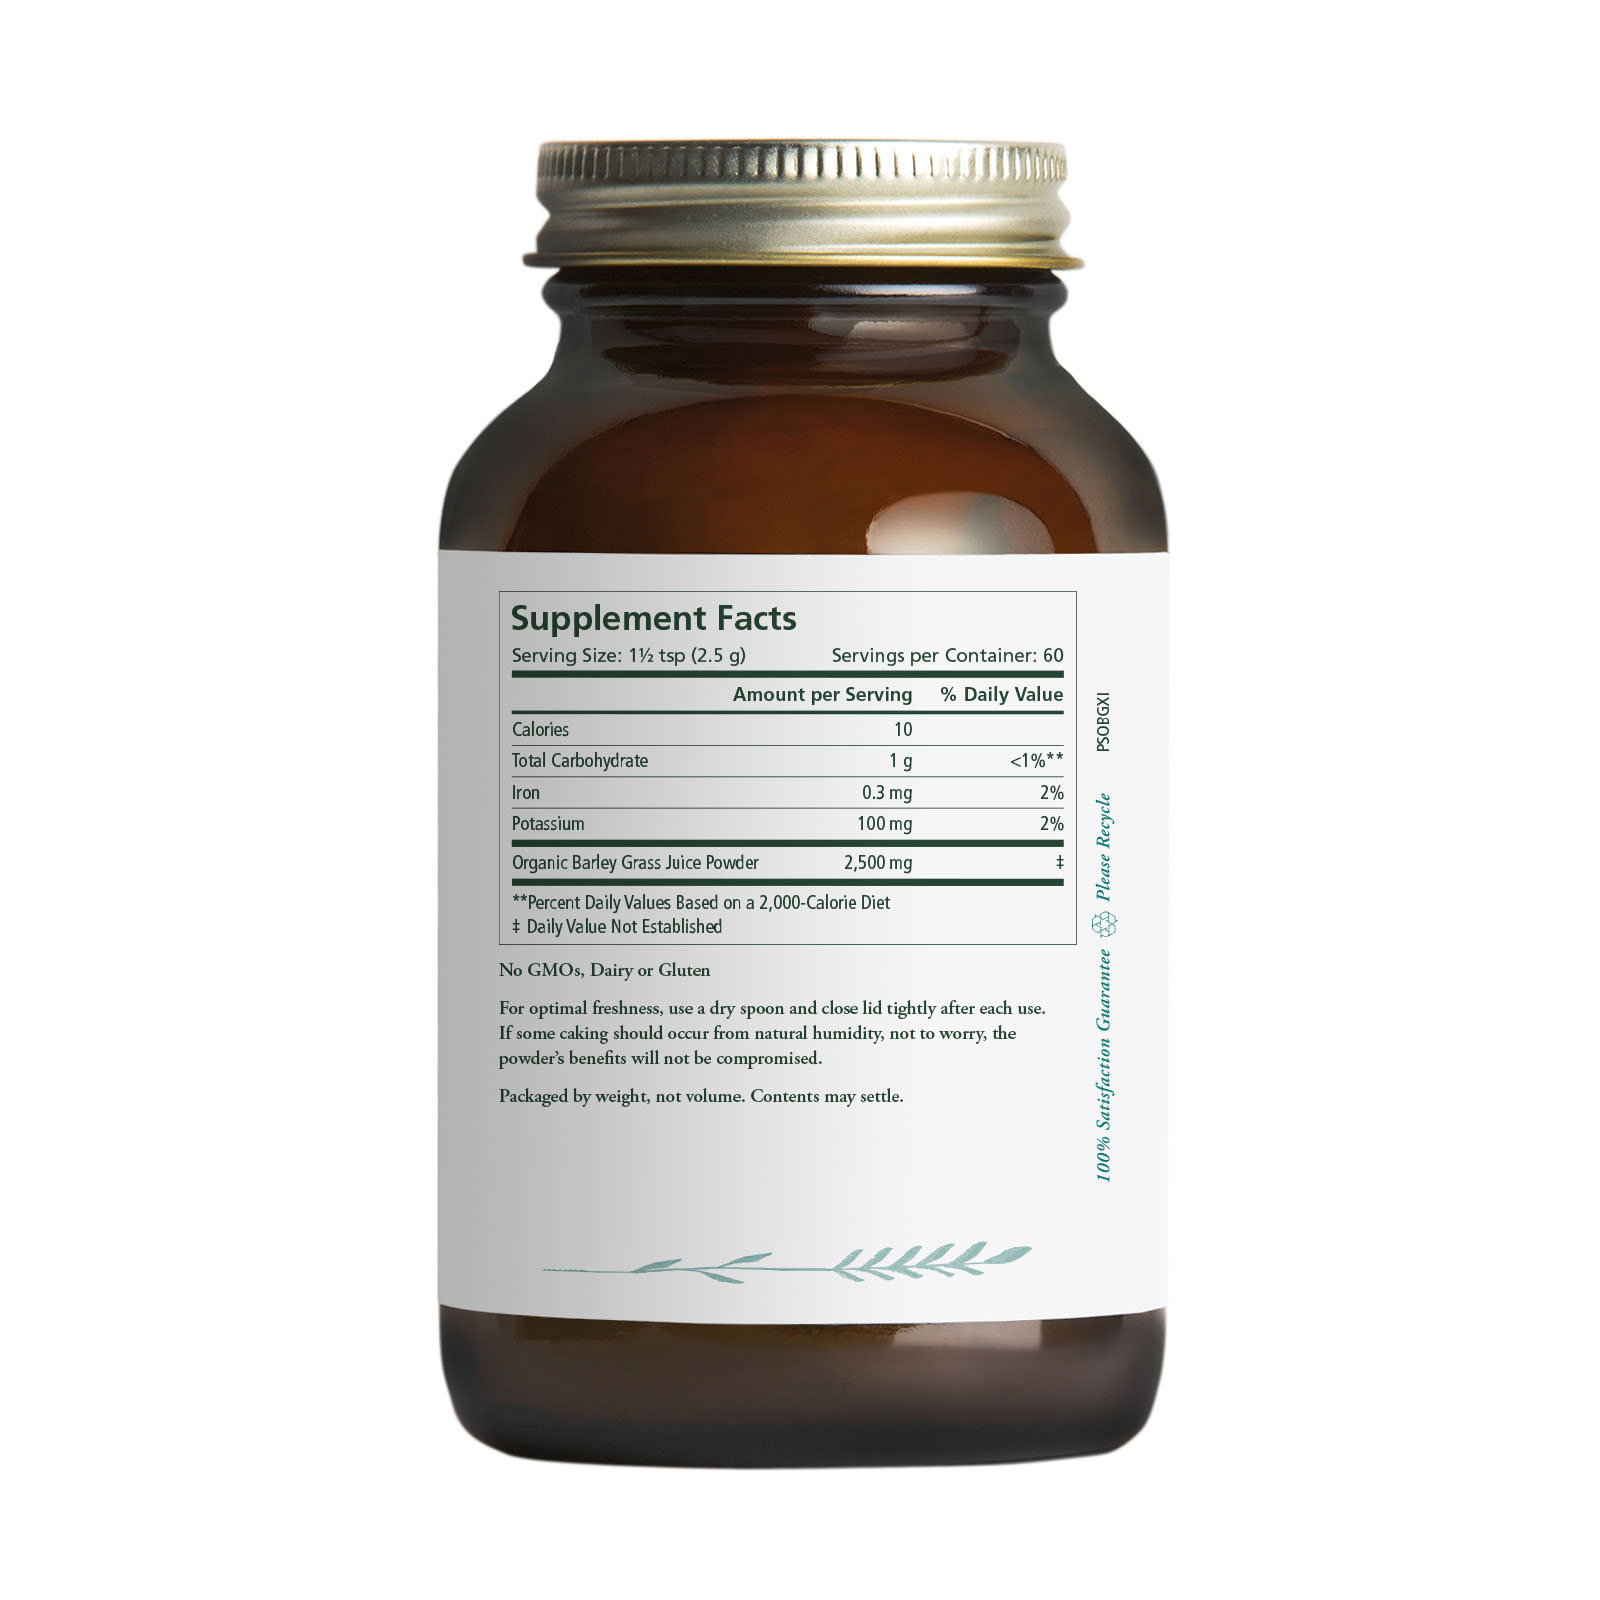 Supplement Facts
Serving Size: 1½ tsp (2.5 g) Servings per Container: 60
Amount per Serving % Daily Value
Calories 10
Total Carbohydrate 1 g <1%**
Iron 0.3 mg 2%
Potassium 100 mg 2%
Organic Barley Grass Juice Powder 2,500 mg ‡
**Percent Daily Values Based on a 2,000-Calorie Diet
‡ Daily Value Not Established
No GMOs, Dairy or Gluten
For optimal freshness, use a dry spoon and close lid tightly after each use.
If some caking should occur from natural humidity, not to worry, the
powder's benefits will not be compromised.
Packaged by weight, not volume. Contents may settle.
100% Satisfaction Guarantee Please Recycle PSOBGXI